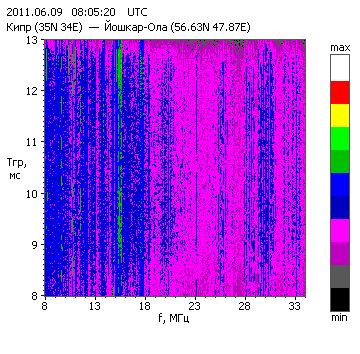 2011.06.09 08:05:20 UTC
Кипр (35N 34E) — Йошкар-Ола (56.63N 47.87E)
max
13
12
11
Тгр,
мс
10
9
8
8 13 18 23 28 33
min
f, МГц